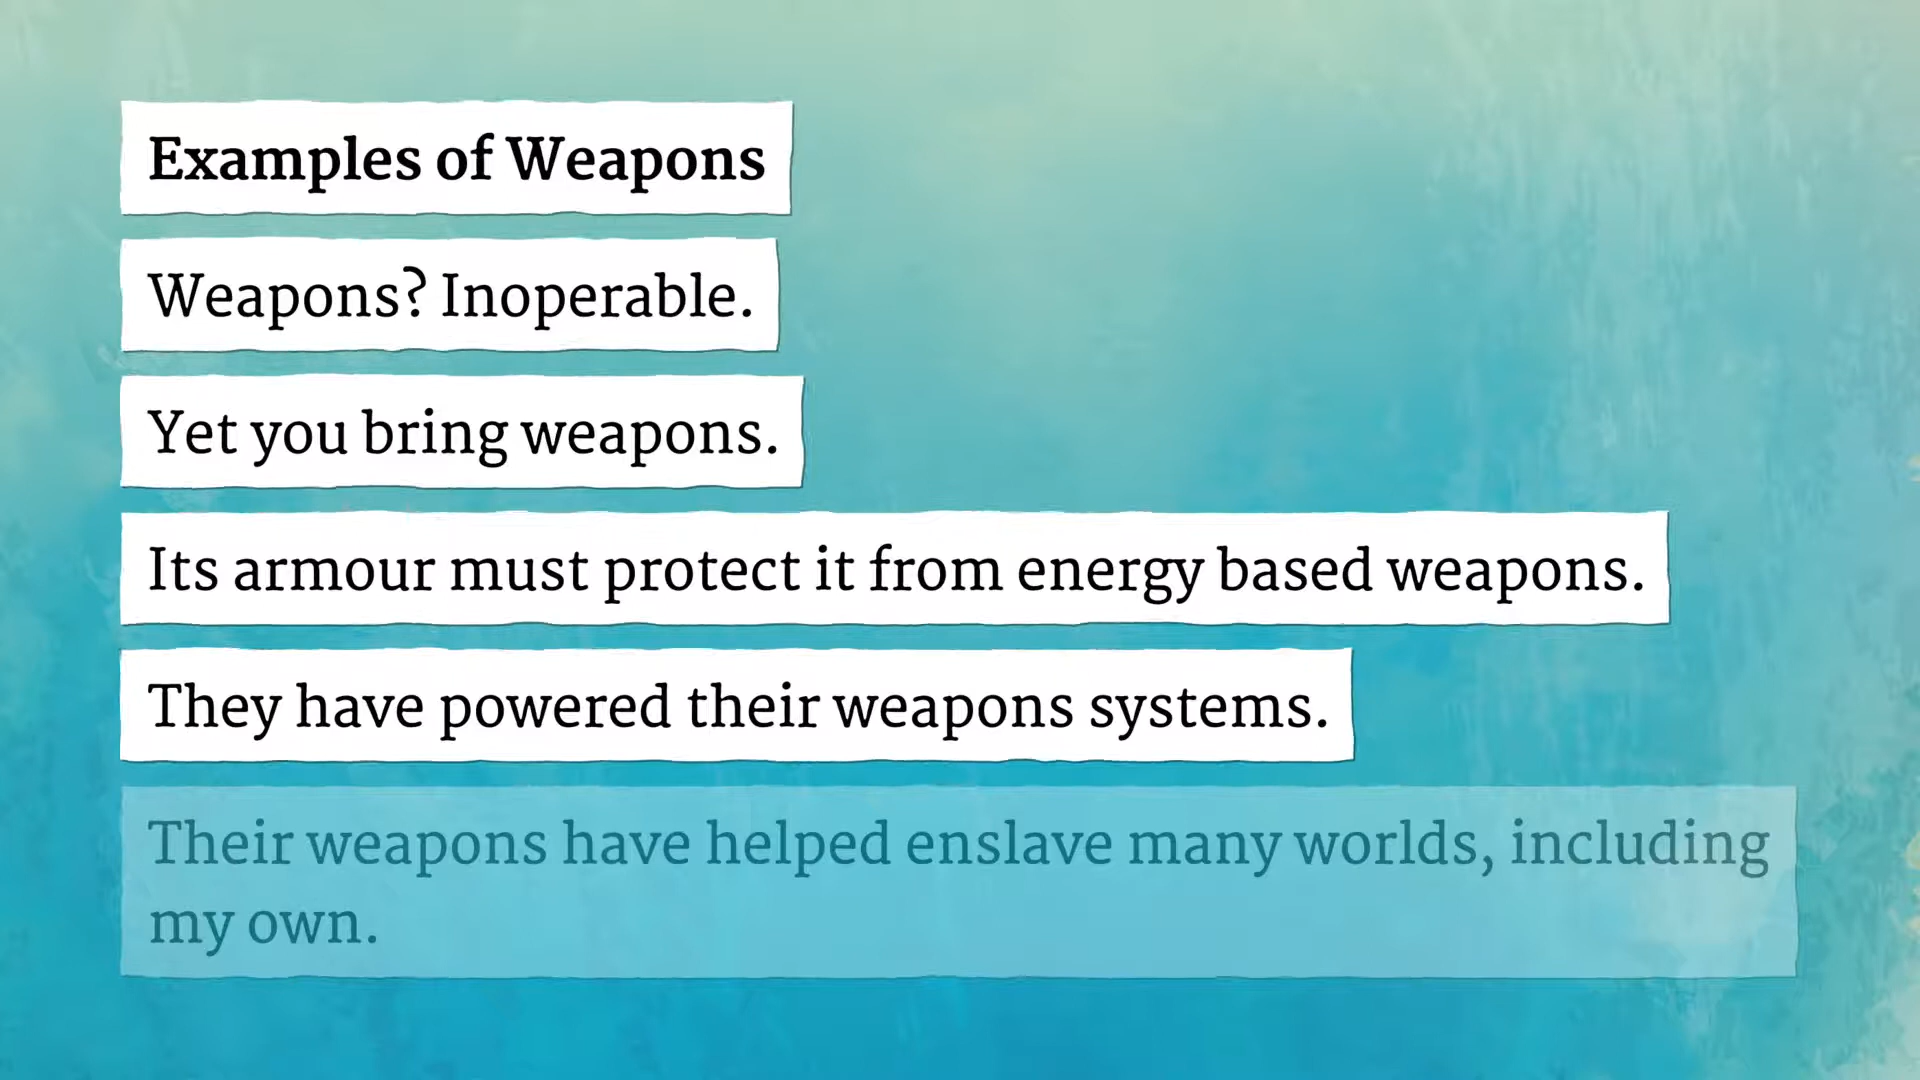 Examples of Weapons
Weapons? Inoperable.
Yet you bring weapons.
Its armour must protect it from energy based weapons.
They have powered their weapons systems.
Their weapons have helped enslave many worlds, including
my own.